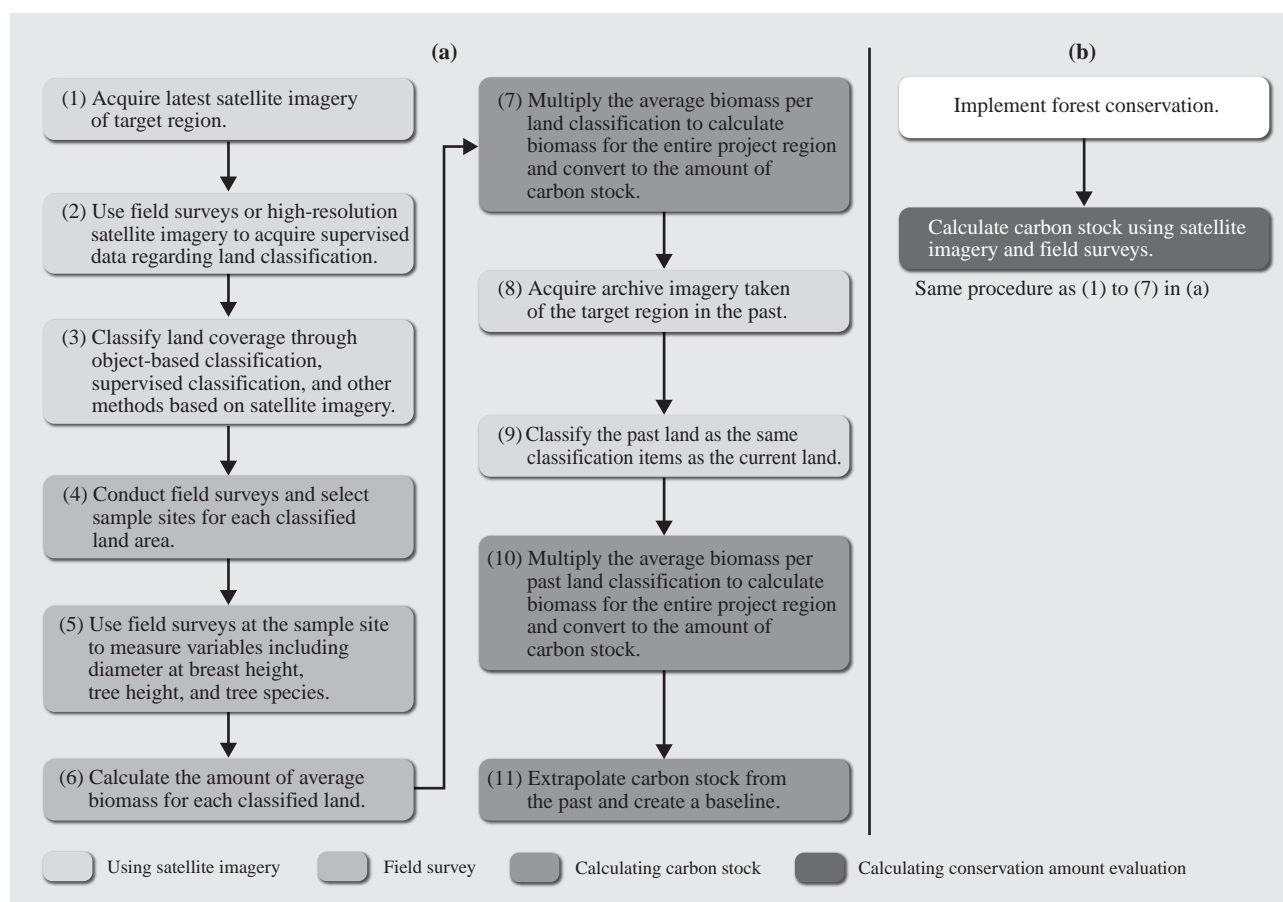 (a)
(1) Acquire latest satellite imagery
of target region.
(2) Use field surveys or high-resolution
satellite imagery to acquire supervised
data regarding land classification.
(3) Classify land coverage through
object-based classification,
supervised classification, and other
methods based on satellite imagery.
(4) Conduct field surveys and select
sample sites for each classified
land area.
(5) Use field surveys at the sample site
to measure variables including
diameter at breast height,
tree height, and tree species.
(6) Calculate the amount of average
biomass for each classified land.
(7) Multiply the average biomass per
land classification to calculate
biomass for the entire project region
and convert to the amount of
carbon stock.
(8) Acquire archive imagery taken
of the target region in the past.
(9) Classify the past land as the same
classification items as the current land.
(10) Multiply the average biomass per
past land classification to calculate
biomass for the entire project region
and convert to the amount of
carbon stock.
(11) Extrapolate carbon stock from
the past and create a baseline.
(b)
Implement forest conservation.
Calculate carbon stock using satellite
imagery and field surveys.
Same procedure as (1) to (7) in (a)
Using satellite imagery
Field survey
Calculating carbon stock
Calculating conservation amount evaluation